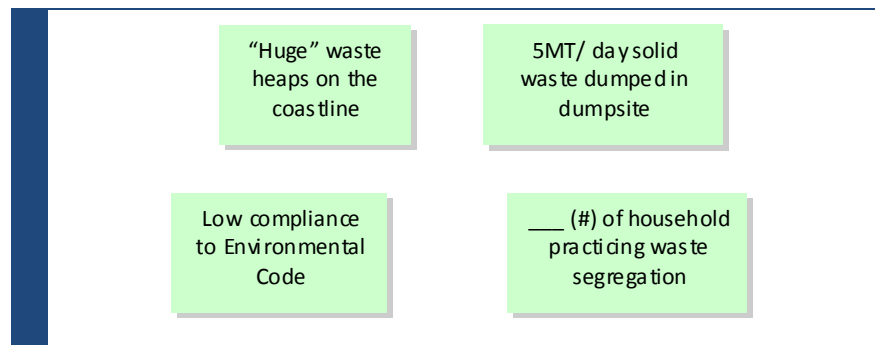 “Huge” waste
heaps on the
coastline
5MT/ day solid
waste dumped in
dumpsite
Low compliance
to Environmental
Code
___ (#) of household
practicing waste
segregation